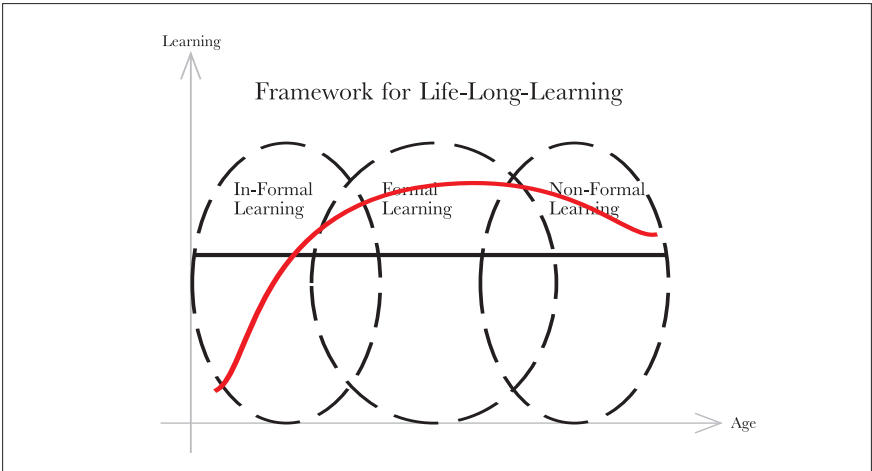 Learning
Framework for Life-Long-Learning
In-Formal
Learning
Formal
Learning
Non-Formal
Learning
Age